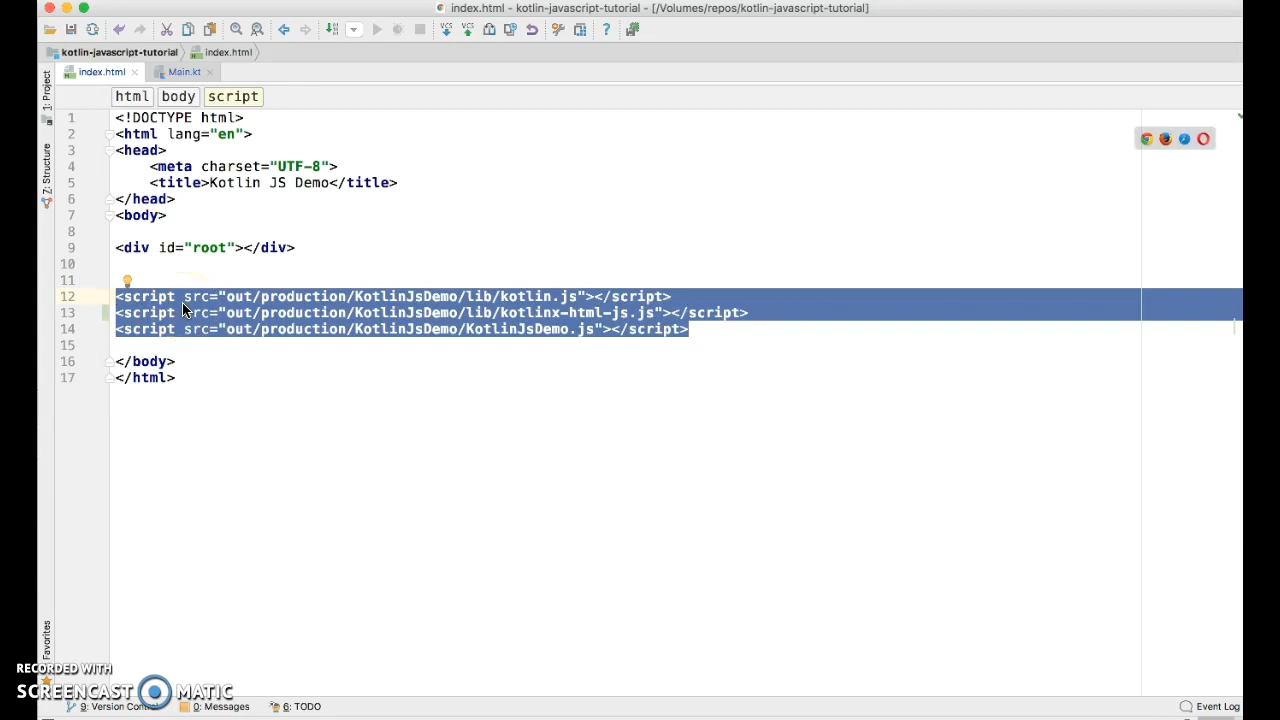 index.html - kotlin-javascript-tutorial - [/Volumes/repos/kotlin-javascript-tutorial]
kotlin-javascript-tutorial index.html
index.html Main.kt
html body script
1 <!DOCTYPE html>
2 <html lang="en">
3 <head>
4 <meta charset="UTF-8">
5 <title>Kotlin JS Demo</title>
6 </head>
7 <body>
8
9 <div id="root"></div>
10
11
12 <script src="out/production/KotlinJsDemo/lib/kotlin.js"></script>
13 <script src="out/production/KotlinJsDemo/lib/kotlinx-html-js.js"></script>
14 <script src="out/production/KotlinJsDemo/KotlinJsDemo.js"></script>
15
16 </body>
17 </html>
1: Project
7: Structure
Favorites
RECORDED WITH
SCREENCAST MATIC
9: Version Control 0: Messages 6: TODO Event Log